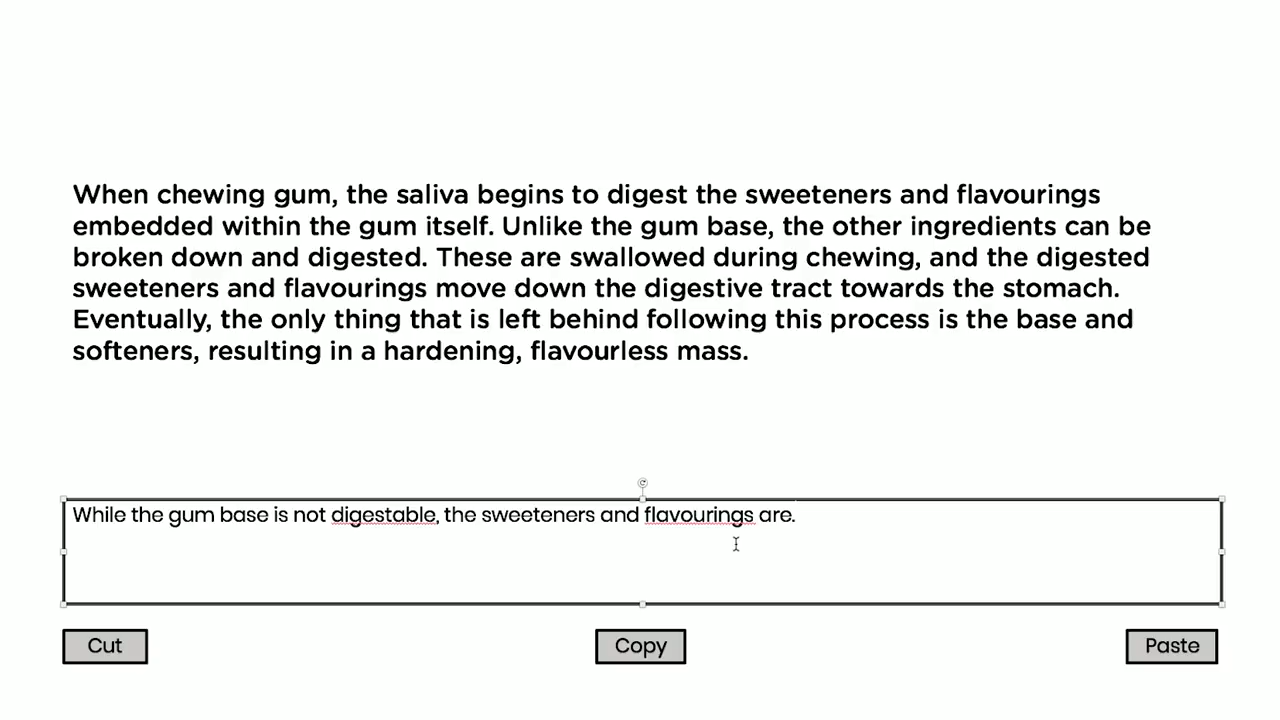 When chewing gum, the saliva begins to digest the sweeteners and flavourings
embedded within the gum itself. Unlike the gum base, the other ingredients can be
broken down and digested. These are swallowed during chewing, and the digested
sweeteners and flavourings move down the digestive tract towards the stomach.
Eventually, the only thing that is left behind following this process is the base and
softeners, resulting in a hardening, flavourless mass.
While the gum base is not digestable, the sweeteners and flavourings are.
Cut
Copy
Paste